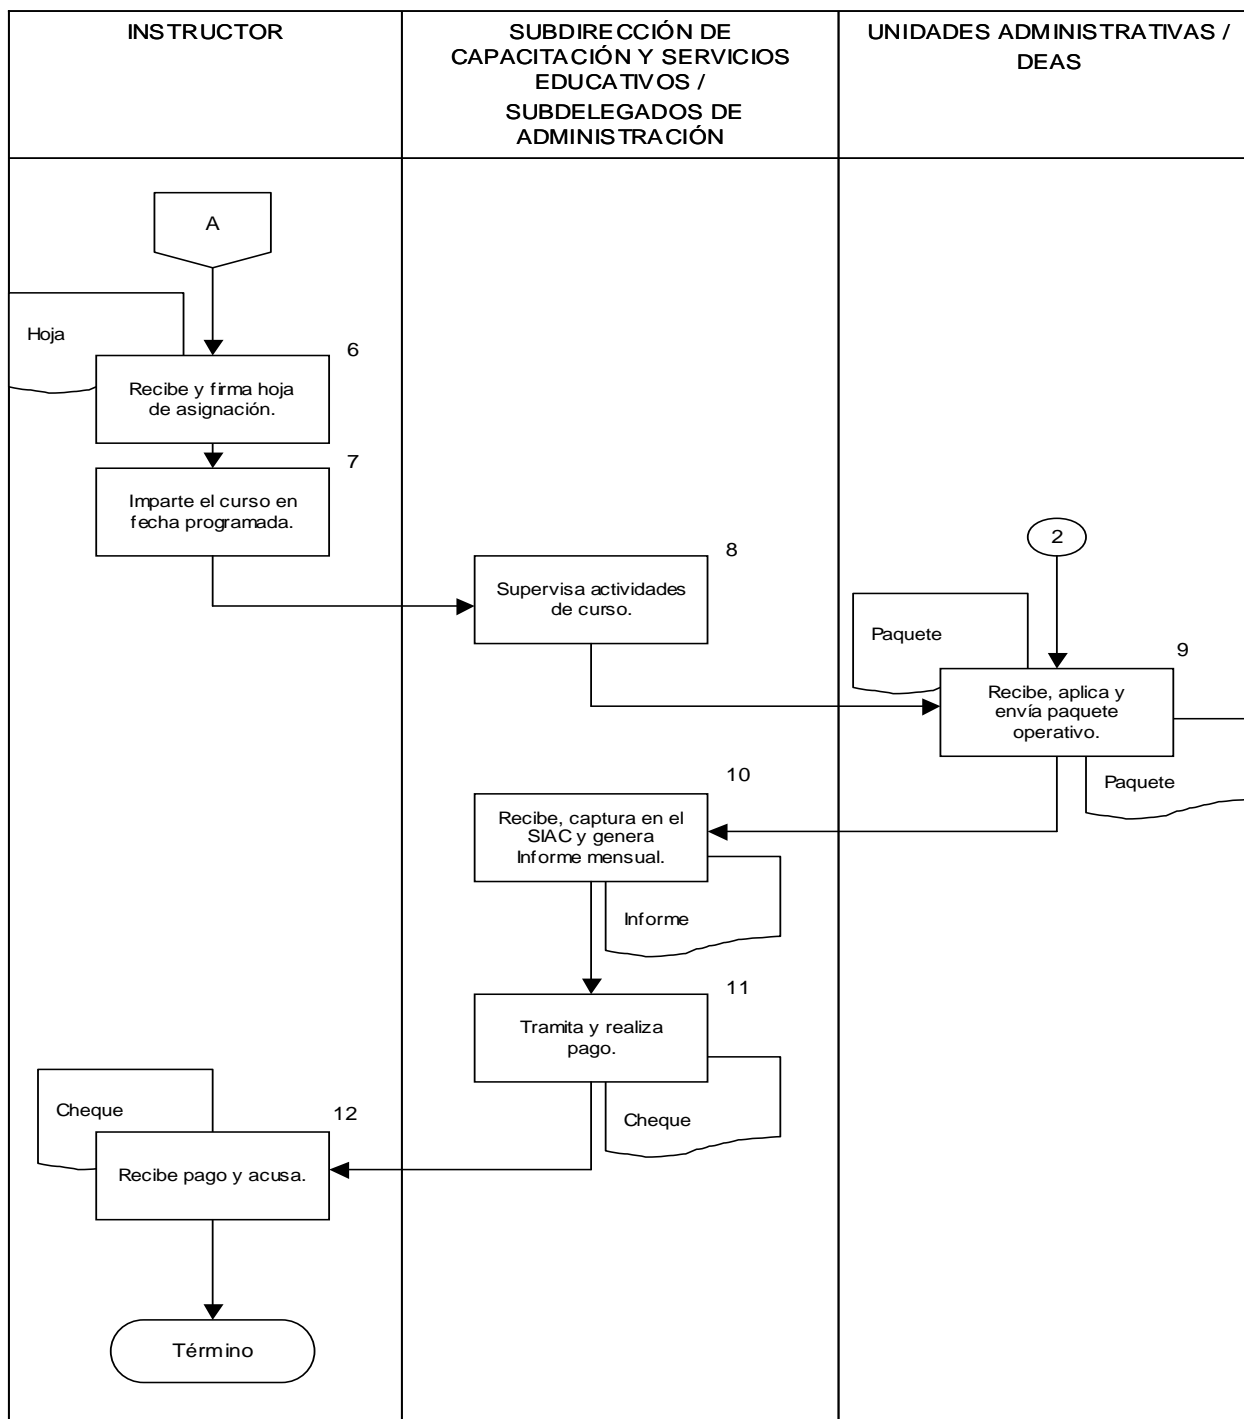 INSTRUCTOR
SUBDIRECCIÓN DE
CAPACITACIÓN Y SERVICIOS
EDUCATIVOS /
SUBDELEGADOS DE
ADMINISTRACIÓN
UNIDADES ADMINISTRATIVAS /
DEAS
A
Hoja
6
Recibe y firma hoja
de asignación.
7
Imparte el curso en
fecha programada.
8
Supervisa actividades
de curso.
2
Paquete
9
Recibe, aplica y
envía paquete
operativo.
Paquete
10
Recibe, captura en el
SIAC y genera
Informe mensual.
Informe
11
Tramita y realiza
pago.
Cheque
Cheque
12
Recibe pago y acusa.
Término